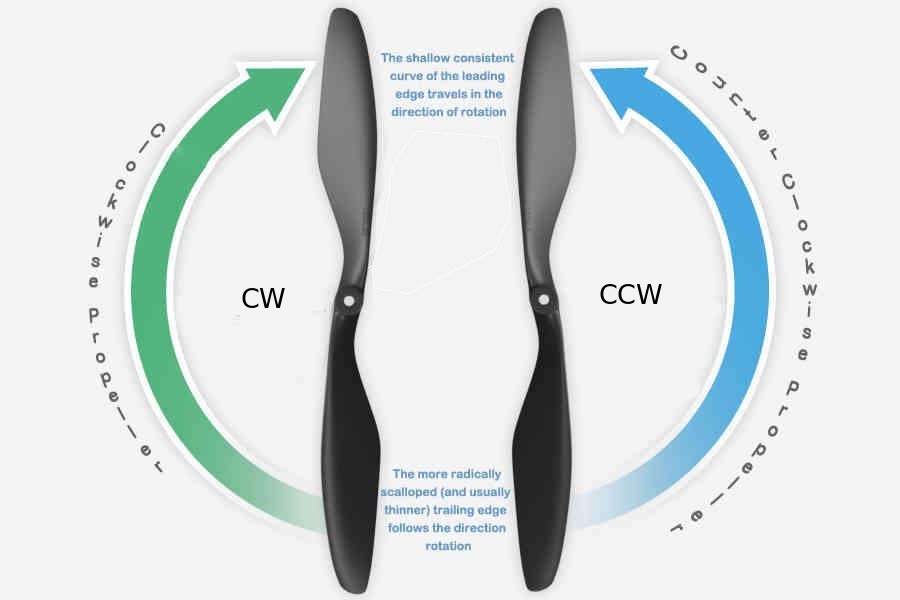 Clockwise Propeller
CW
The shallow consistent
curve of the leading
edge travels in the
direction of rotation
The more radically
scalloped (and usually
thinner) trailing edge
follows the direction
rotation
CCW
Counter Clockwise Propeller